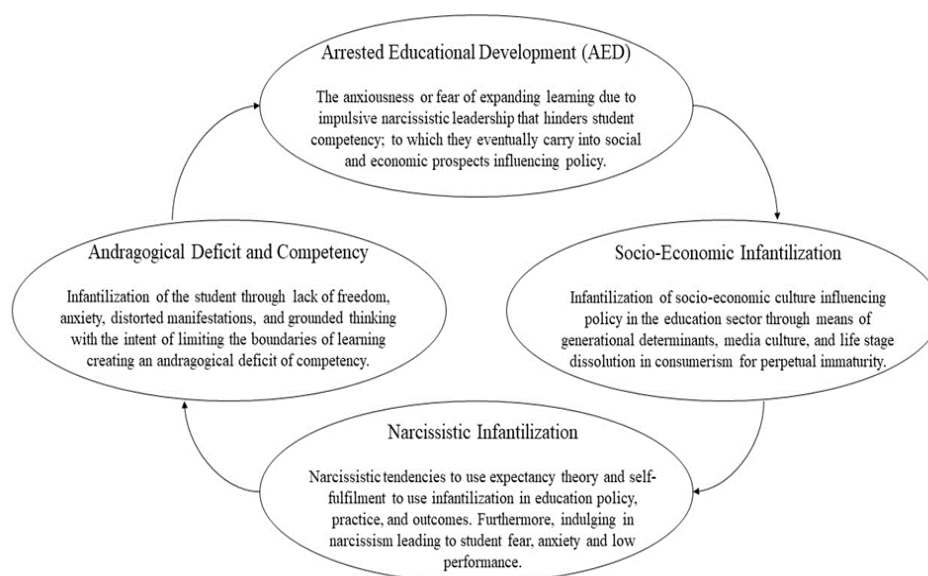 Arrested Educational Development (AED)
The anxiousness or fear of expanding learning due to
impulsive narcissistic leadership that hinders student
competency; to which they eventually carry into social
and economic prospects influencing policy.
Andragogical Deficit and Competency
Infantilization of the student through lack of freedom,
anxiety, distorted manifestations, and grounded thinking
with the intent of limiting the boundaries of learning
creating an andragogical deficit of competency.
Socio-Economic Infantilization
Infantilization of socio-economic culture influencing
policy in the education sector through means of
generational determinants, media culture, and life stage
dissolution in consumerism for perpetual immaturity.
Narcissistic Infantilization
Narcissistic tendencies to use expectancy theory and self-
fulfilment to use infantilization in education policy,
practice, and outcomes. Furthermore, indulging in
narcissism leading to student fear, anxiety and low
performance.